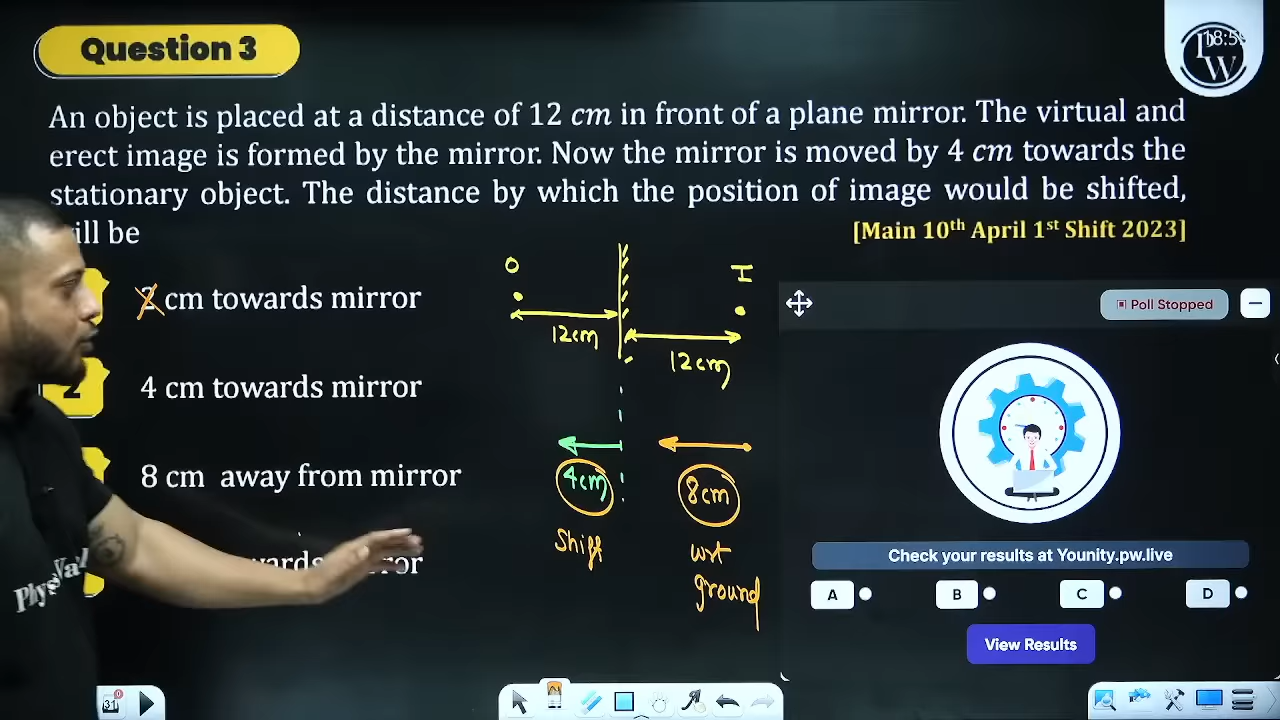 Question 3
18:5
P
W
An object is placed at a distance of 12 cm in front of a plane mirror. The virtual and
erect image is formed by the mirror. Now the mirror is moved by 4 cm towards the
stationary object. The distance by which the position of image would be shifted,
ill be
[Main 10th April 1st Shift 2023]
cm towards mirror
2 4 cm towards mirror
8 cm away from mirror
O
I
12cm
12cm
4cm
8cm
Shift
wrt
ground
Poll Stopped
Check your results at Younity.pw.live
A B C D
View Results
31